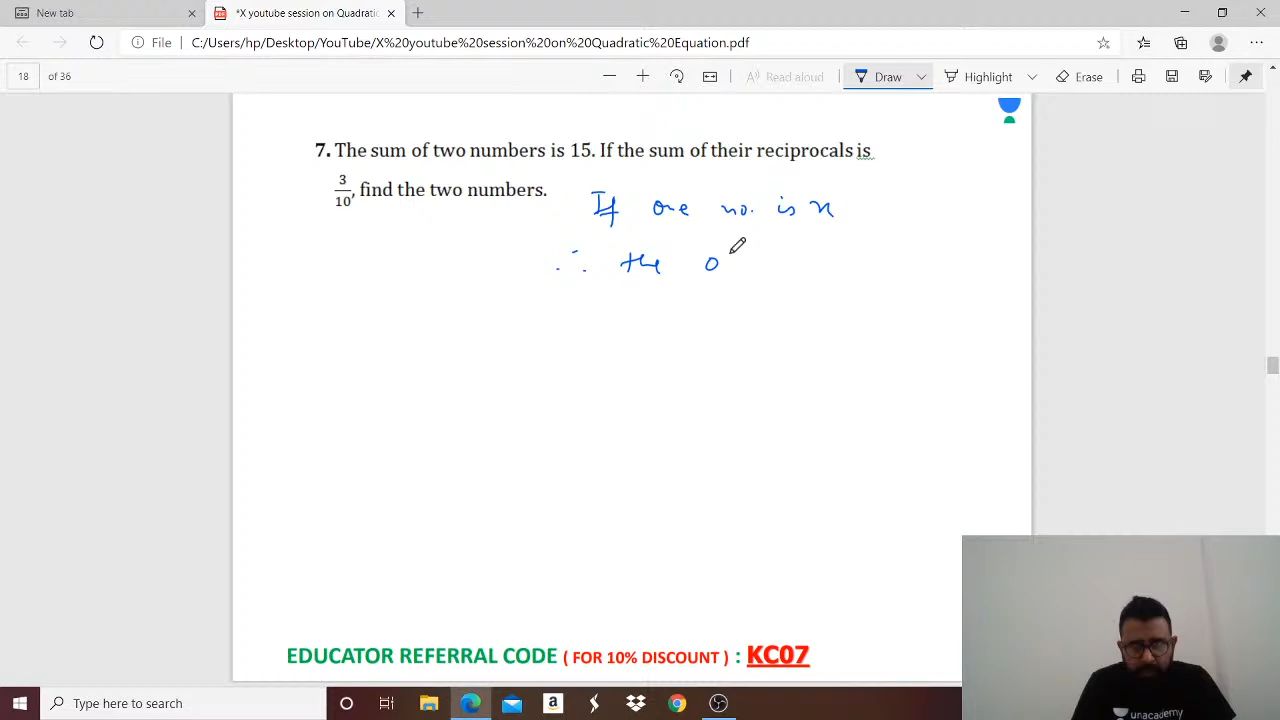 New tab
*X youtube session on Quadratic
File
C:/Users/hp/Desktop/YouTube/X%20youtube%20session%20on%20Quadratic%20Equation.pdf
18 of 36
Read aloud
Draw
Highlight
Erase
7. The sum of two numbers is 15. If the sum of their reciprocals is
3/10, find the two numbers.
If one no. is x
∴ the o
EDUCATOR REFERRAL CODE ( FOR 10% DISCOUNT ) : KC07
unacademy
Type here to search